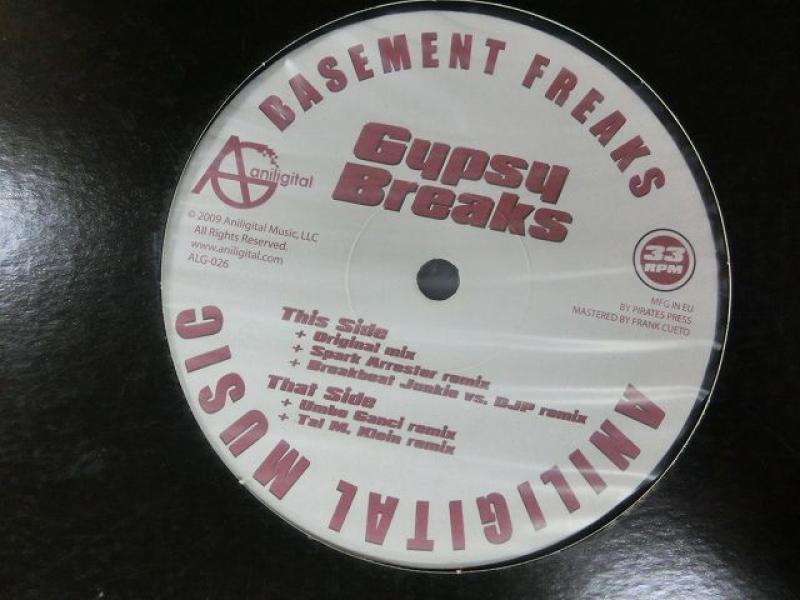 BASEMENT FREAKS
Gypsy
Breaks
AG
aniligital
© 2009 Aniligital Music, LLC
All Rights Reserved.
www.aniligital.com
ALG-026
33
RPM
MFG IN EU
BY PIRATES PRESS
MASTERED BY FRANK CUETO
This Side
+ Original mix
+ Spark Arrester remix
+ Breakbeat Junkie vs. BJP remix
That Side
+ Umbo Ganci remix
+ Tal M. Klein remix
ANILIGITAL MUSIC